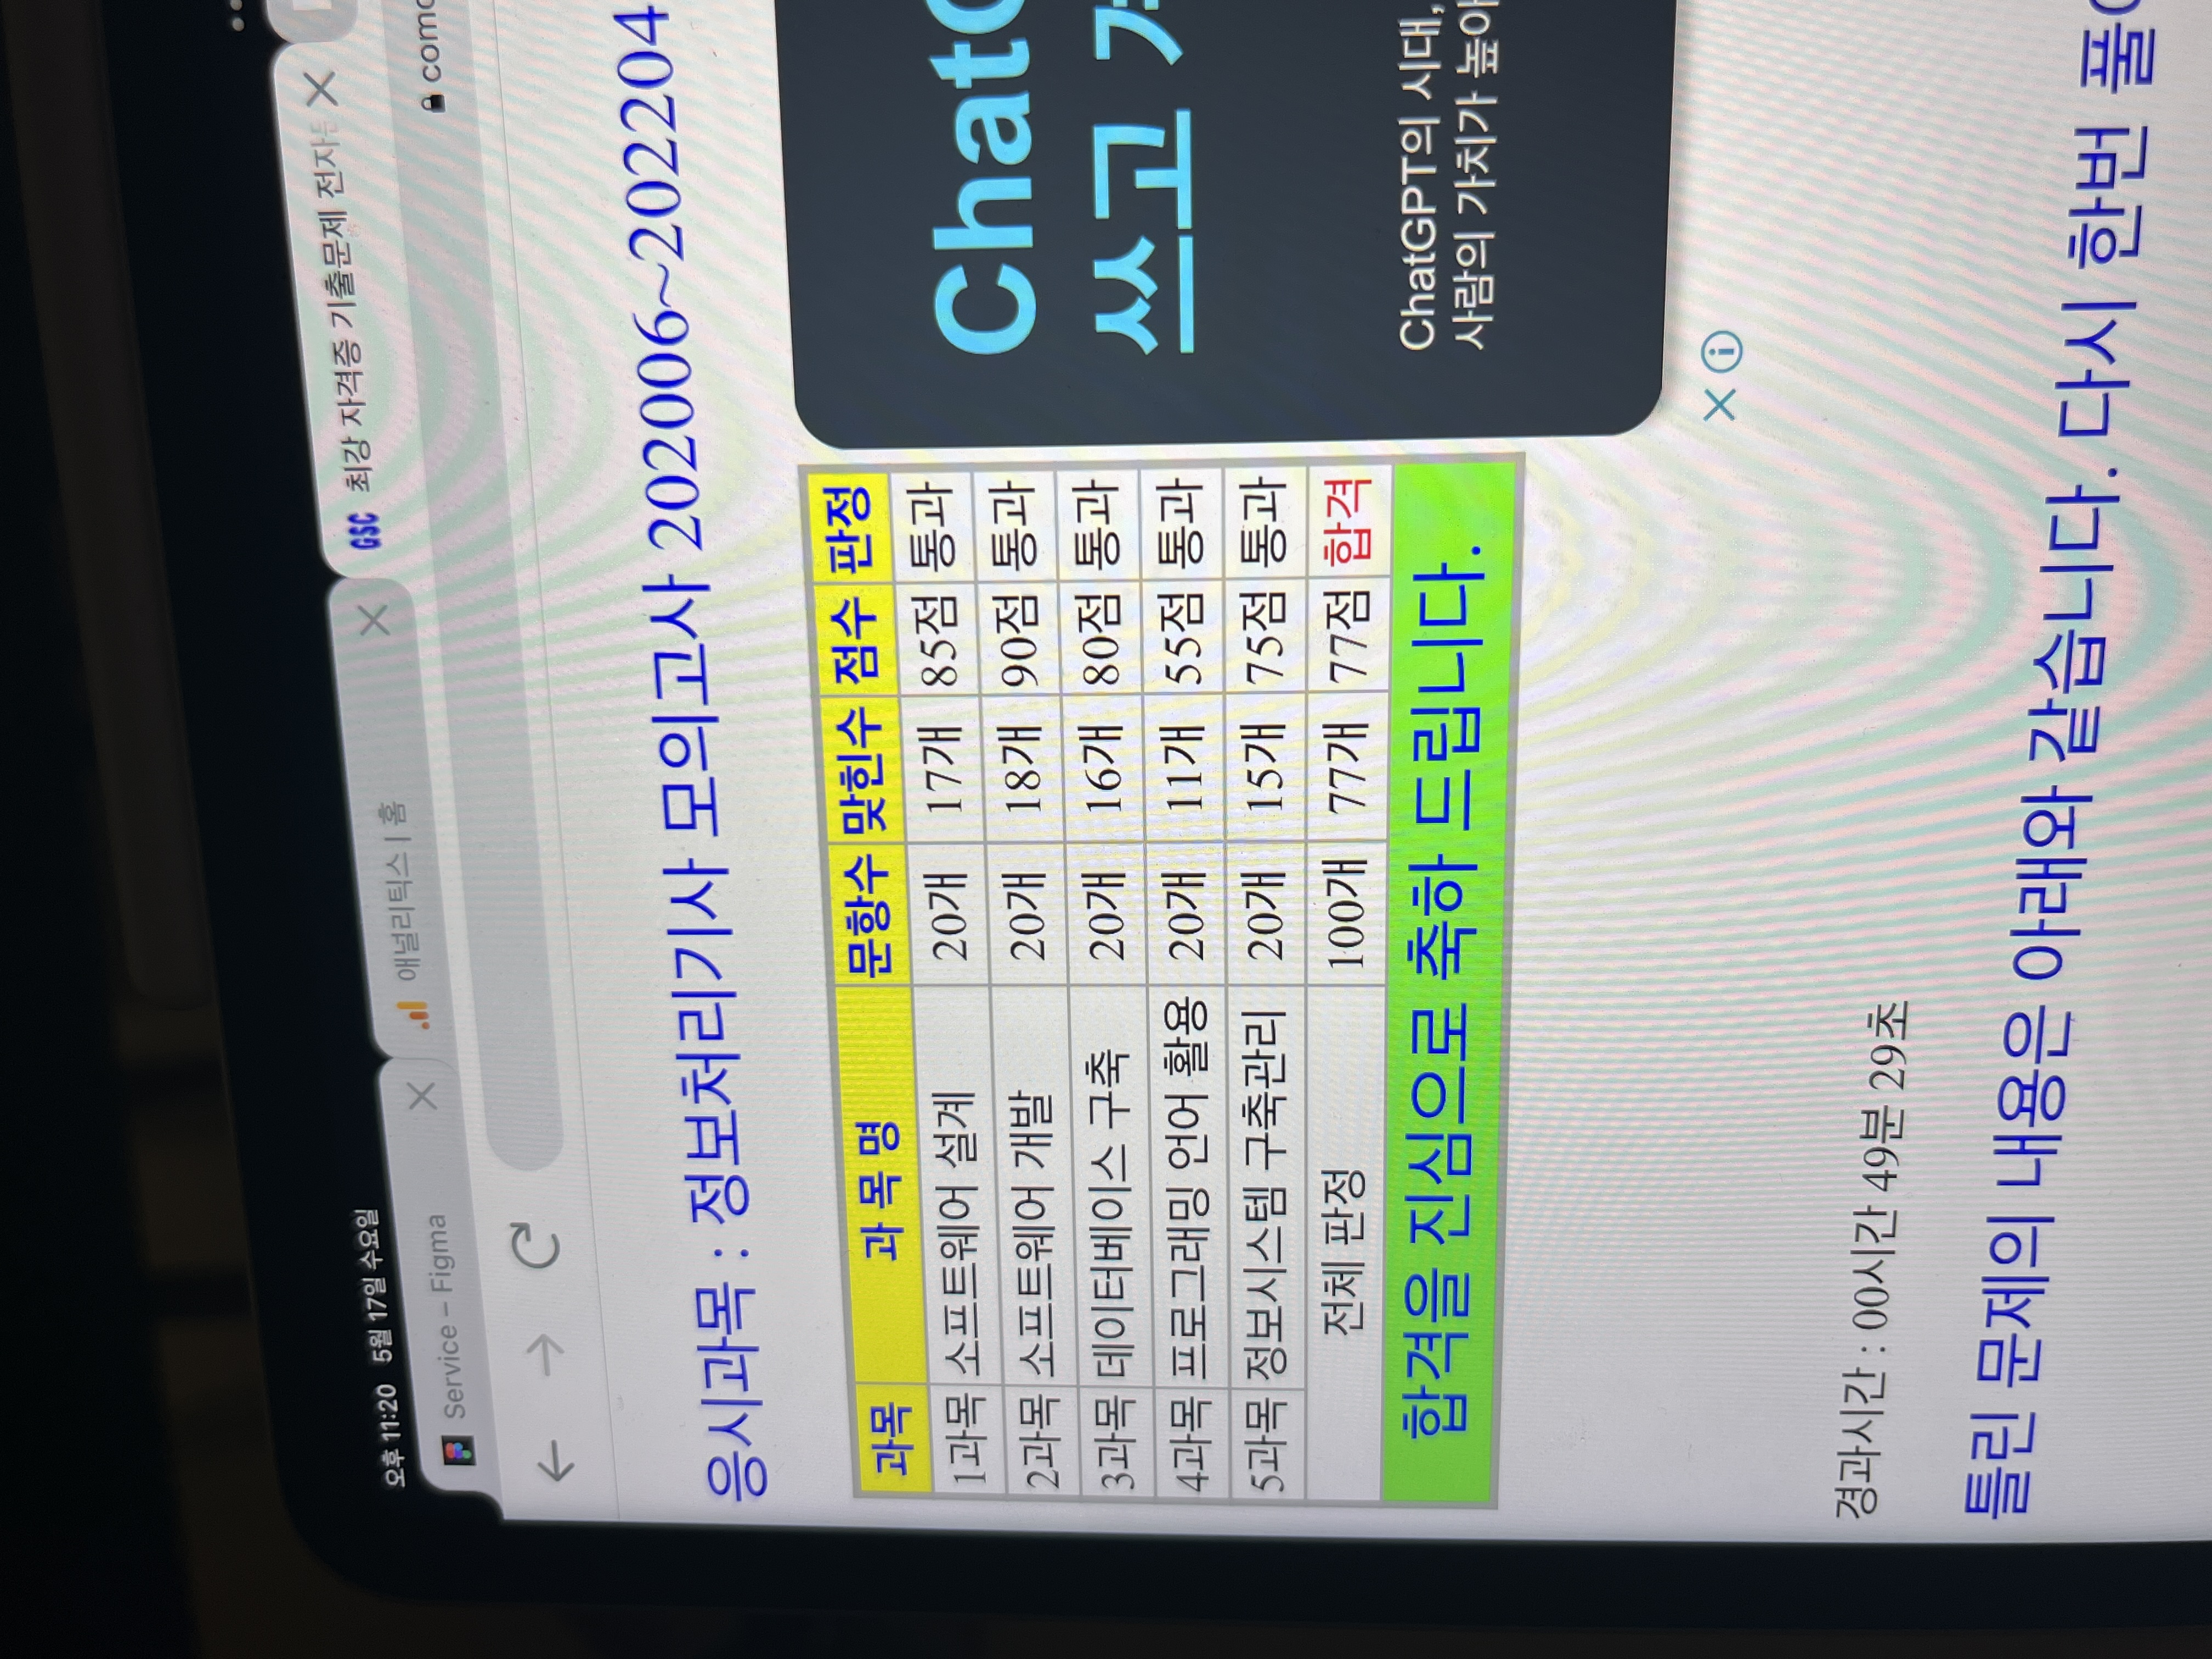 오후 11:20 5월 17일 수요일
Service – Figma
애널리틱스 | 홈
GSC 최강 자격증 기출문제 전자
응시과목 : 정보처리기사 모의고사 202006~202204
과목 과 목 명 문항수 맞힌수 점수 판정
1과목 소프트웨어 설계 20개 17개 85점 통과
2과목 소프트웨어 개발 20개 18개 90점 통과
3과목 데이터베이스 구축 20개 16개 80점 통과
4과목 프로그래밍 언어 활용 20개 11개 55점 통과
5과목 정보시스템 구축관리 20개 15개 75점 통과
전체 판정 100개 77개 77점 합격
합격을 진심으로 축하 드립니다.
쓰고
ChatGPT의 시대,
사람의 가치가
경과시간 : 00시간 49분 29초
틀린 문제의 내용은 아래와 같습니다. 다시 한번